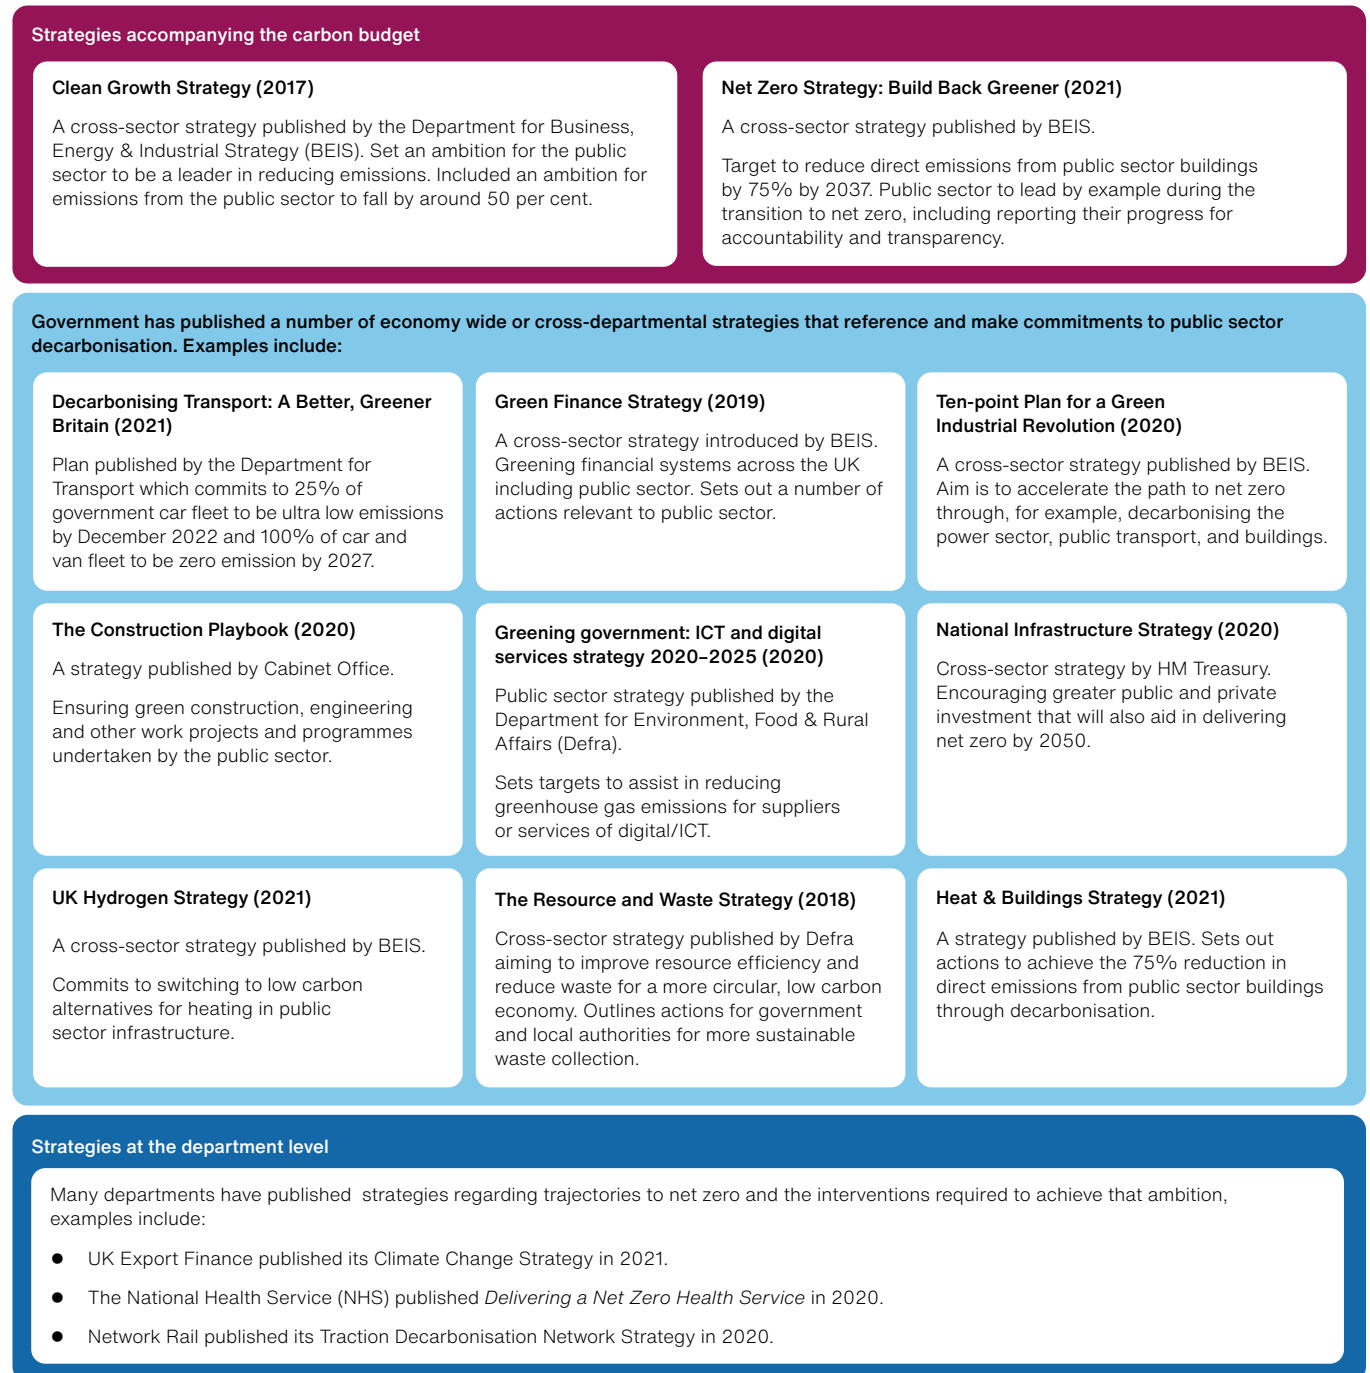 Strategies accompanying the carbon budget
Clean Growth Strategy (2017)
A cross-sector strategy published by the Department for Business,
Energy & Industrial Strategy (BEIS). Set an ambition for the public
sector to be a leader in reducing emissions. Included an ambition for
emissions from the public sector to fall by around 50 per cent.
Net Zero Strategy: Build Back Greener (2021)
A cross-sector strategy published by BEIS.
Target to reduce direct emissions from public sector buildings
by 75% by 2037. Public sector to lead by example during the
transition to net zero, including reporting their progress for
accountability and transparency.
Government has published a number of economy wide or cross-departmental strategies that reference and make commitments to public sector
decarbonisation. Examples include:
Decarbonising Transport: A Better, Greener
Britain (2021)
Plan published by the Department for
Transport which commits to 25% of
government car fleet to be ultra low emissions
by December 2022 and 100% of car and
van fleet to be zero emission by 2027.
Green Finance Strategy (2019)
A cross-sector strategy introduced by BEIS.
Greening financial systems across the UK
including public sector. Sets out a number of
actions relevant to public sector.
Ten-point Plan for a Green
Industrial Revolution (2020)
A cross-sector strategy published by BEIS.
Aim is to accelerate the path to net zero
through, for example, decarbonising the
power sector, public transport, and buildings.
The Construction Playbook (2020)
A strategy published by Cabinet Office.
Ensuring green construction, engineering
and other work projects and programmes
undertaken by the public sector.
Greening government: ICT and digital
services strategy 2020–2025 (2020)
Public sector strategy published by the
Department for Environment, Food & Rural
Affairs (Defra).
Sets targets to assist in reducing
greenhouse gas emissions for suppliers
or services of digital/ICT.
National Infrastructure Strategy (2020)
Cross-sector strategy by HM Treasury.
Encouraging greater public and private
investment that will also aid in delivering
net zero by 2050.
UK Hydrogen Strategy (2021)
A cross-sector strategy published by BEIS.
Commits to switching to low carbon
alternatives for heating in public
sector infrastructure.
The Resource and Waste Strategy (2018)
Cross-sector strategy published by Defra
aiming to improve resource efficiency and
reduce waste for a more circular, low carbon
economy. Outlines actions for government
and local authorities for more sustainable
waste collection.
Heat & Buildings Strategy (2021)
A strategy published by BEIS. Sets out
actions to achieve the 75% reduction in
direct emissions from public sector buildings
through decarbonisation.
Strategies at the department level
Many departments have published strategies regarding trajectories to net zero and the interventions required to achieve that ambition,
examples include:
● UK Export Finance published its Climate Change Strategy in 2021.
● The National Health Service (NHS) published Delivering a Net Zero Health Service in 2020.
● Network Rail published its Traction Decarbonisation Network Strategy in 2020.